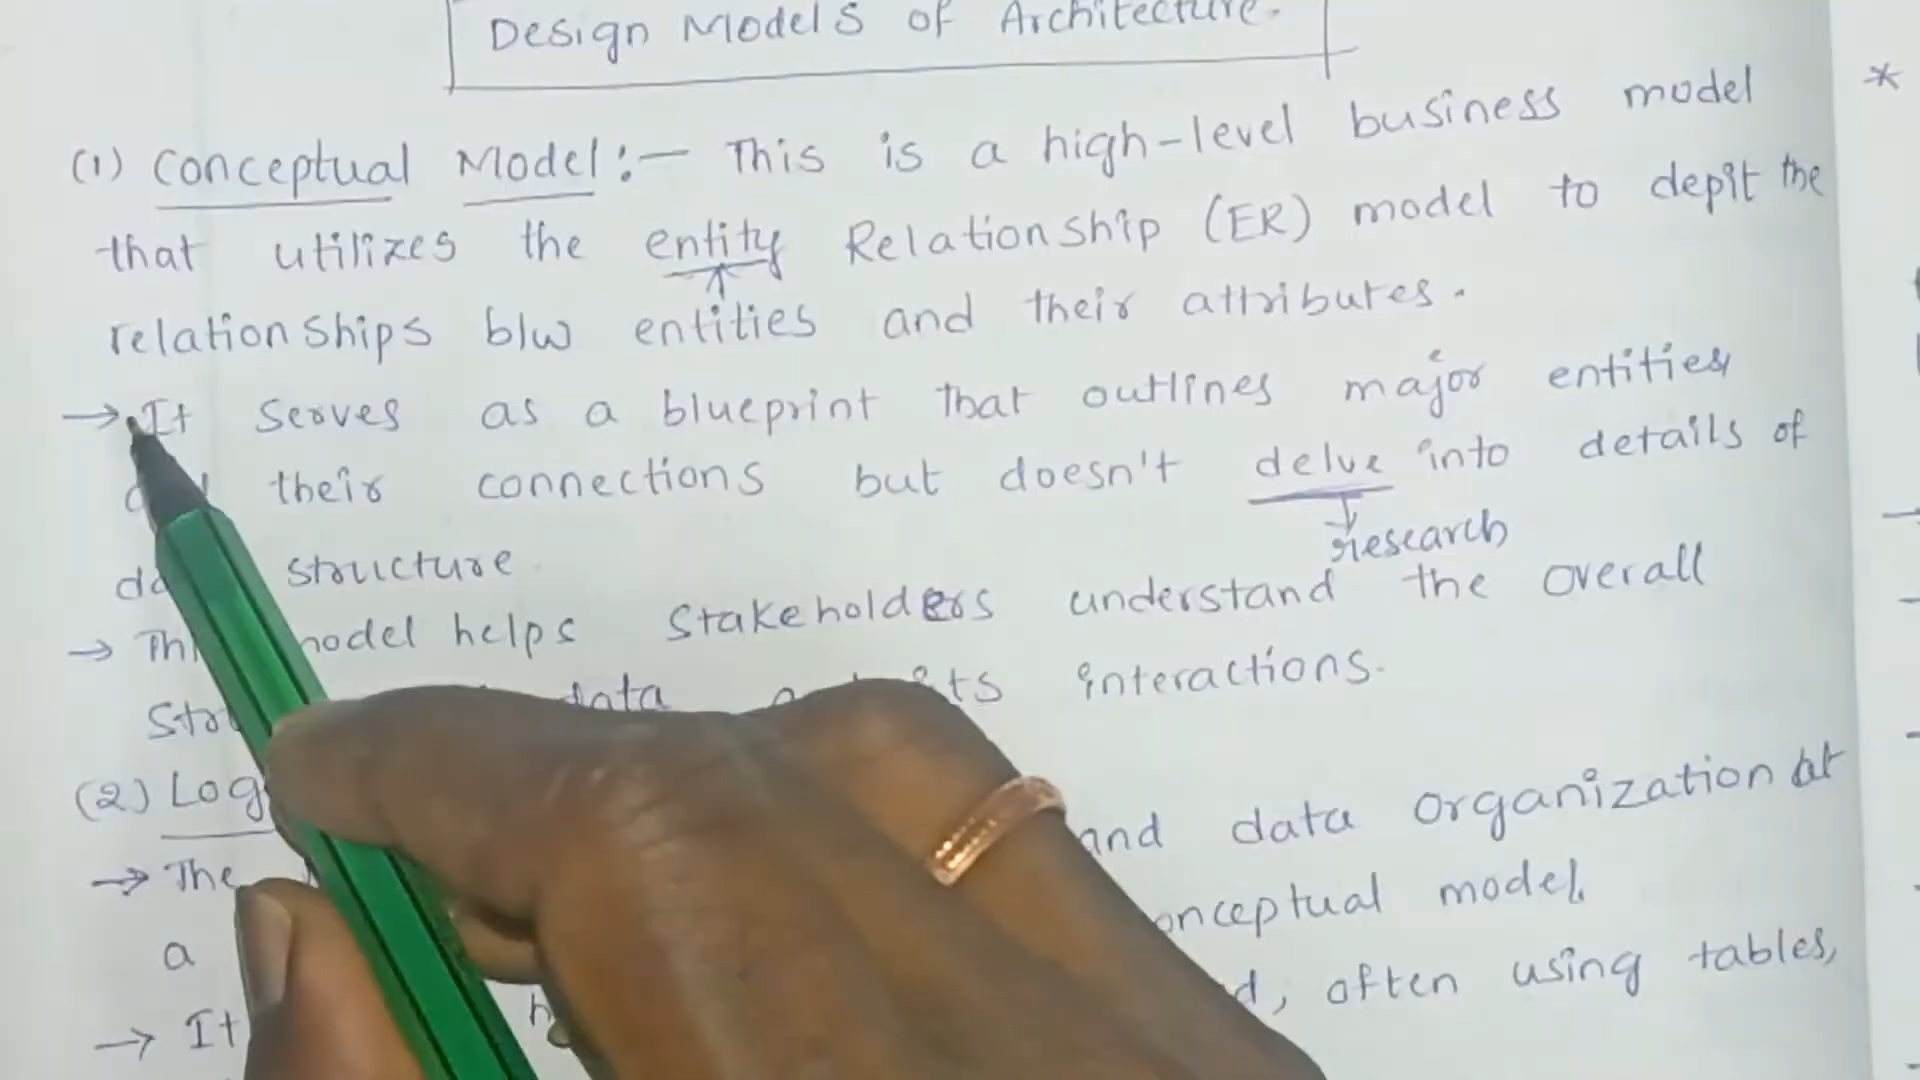 Design Models of Architecture.
(1) Conceptual Model :- This is a high-level business model
that utilizes the entity Relationship (ER) model to depit the
relationships b/w entities and their attributes.
→ It serves as a blueprint that outlines major entities
their connections but doesn't delve into details of
research
structure
→ model helps stakeholders understand the overall
data its interactions.
(2)
→ The and data organization at
a model.
→ It often using tables,